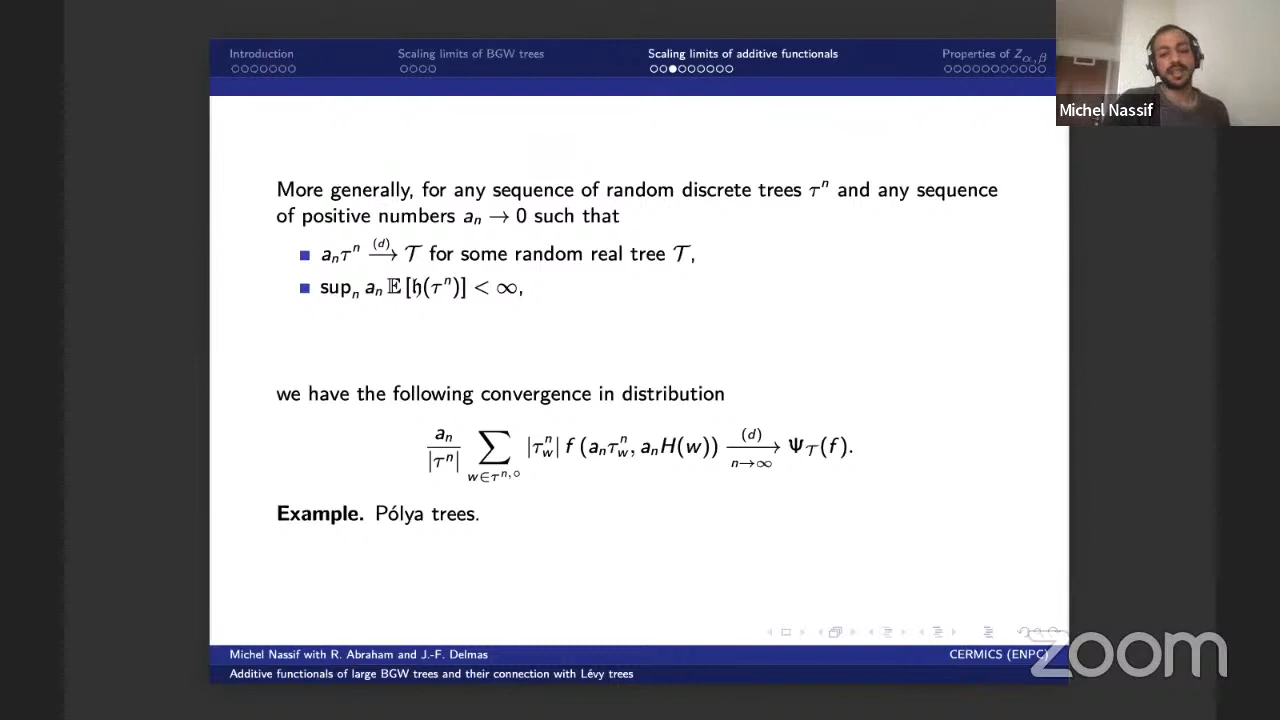 Introduction
Scaling limits of BGW trees
Scaling limits of additive functionals
Properties of Z_{α,β}
Michel Nassif
More generally, for any sequence of random discrete trees τ^n and any sequence
of positive numbers a_n → 0 such that
a_n τ^n \xrightarrow{(d)} 𝒯 for some random real tree 𝒯,
sup_n a_n 𝔼 [𝔥(τ^n)] < ∞,
we have the following convergence in distribution
\frac{a_n}{|τ^n|} \sum_{w∈τ^{n,∘}} |τ^n_w| f (a_n τ^n_w, a_n H(w)) \xrightarrow[n→∞]{(d)} Ψ_𝒯(f).
Example. Pólya trees.
Michel Nassif with R. Abraham and J.-F. Delmas
CERMICS (ENPC)
Additive functionals of large BGW trees and their connection with Lévy trees
zoom